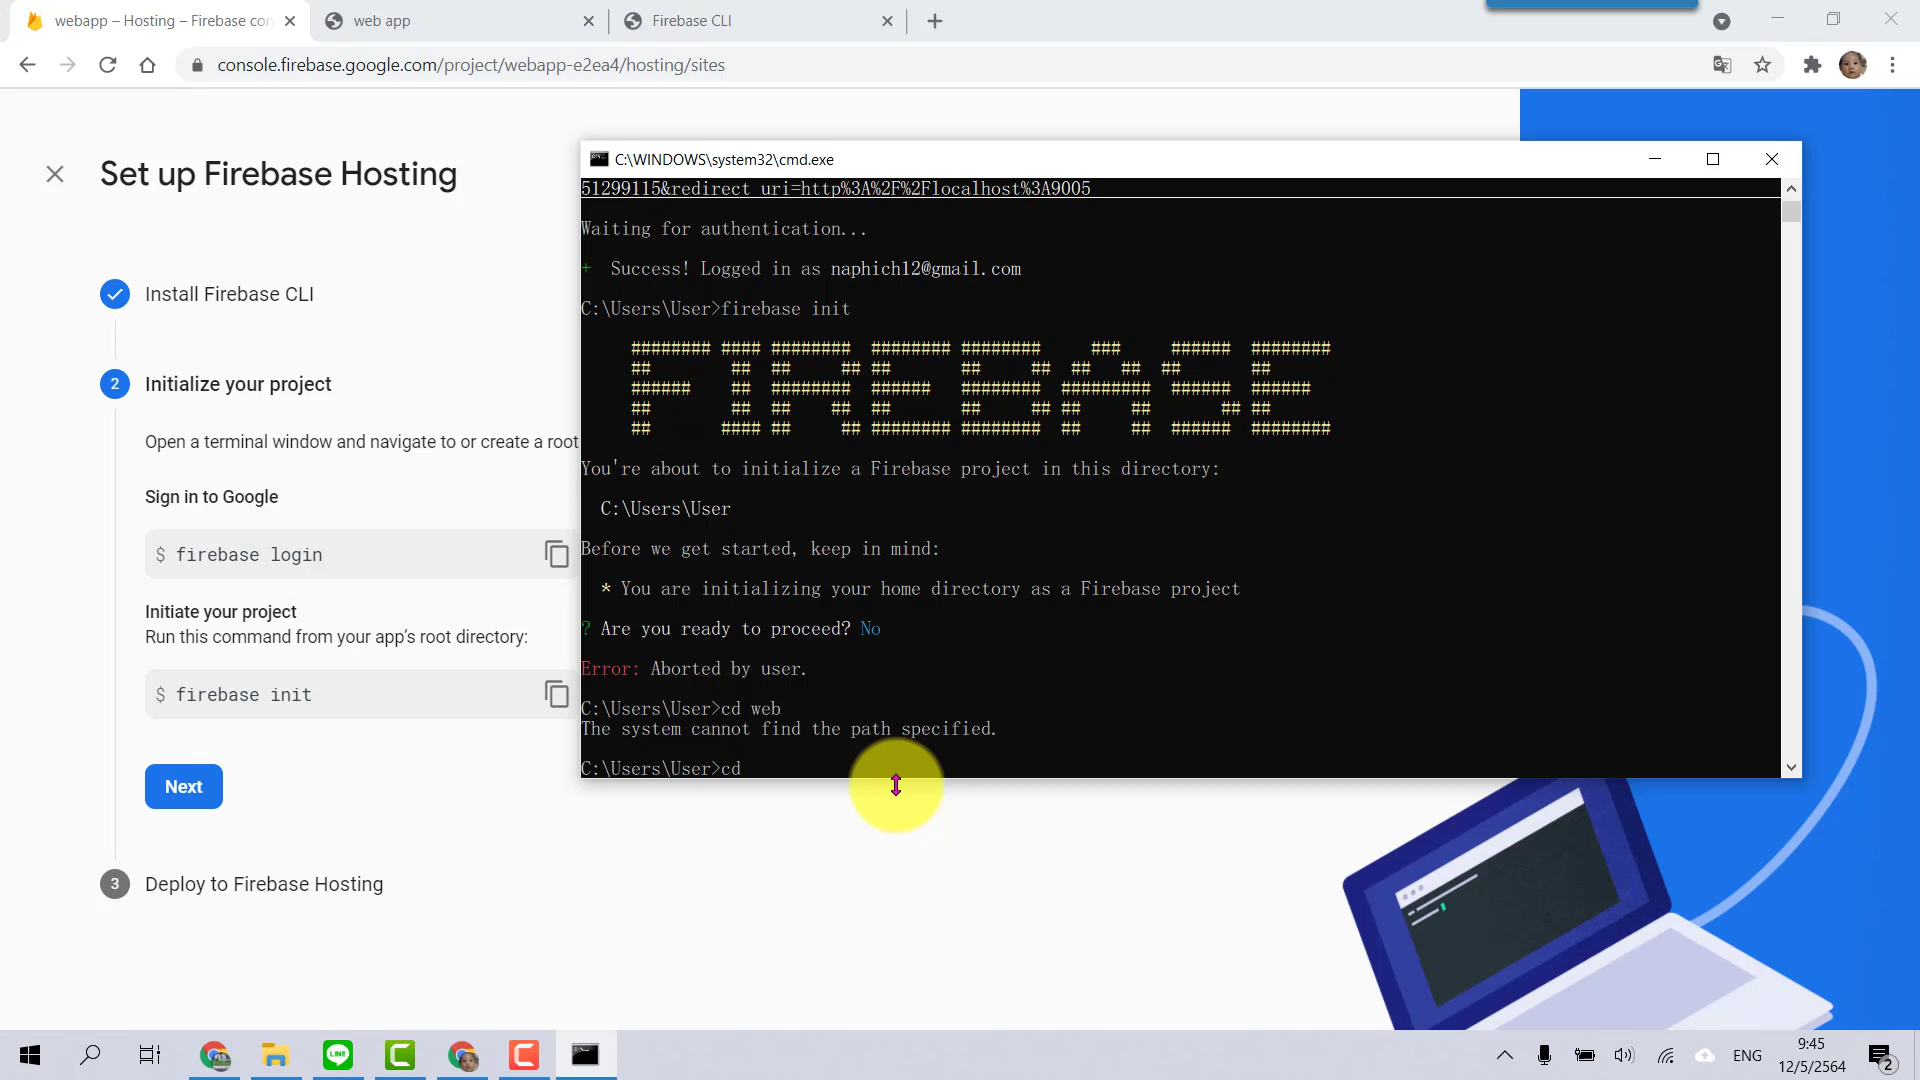 webapp – Hosting – Firebase con
web app
Firebase CLI
console.firebase.google.com/project/webapp-e2ea4/hosting/sites
Set up Firebase Hosting
Install Firebase CLI
2
Initialize your project
Open a terminal window and navigate to or create a root
Sign in to Google
$ firebase login
Initiate your project
Run this command from your app's root directory:
$ firebase init
Next
3
Deploy to Firebase Hosting
C:\WINDOWS\system32\cmd.exe
51299115&redirect_uri=http%3A%2F%2Flocalhost%3A9005
Waiting for authentication...
+  Success! Logged in as naphich12@gmail.com
C:\Users\User>firebase init
FIREBASE
You're about to initialize a Firebase project in this directory:
C:\Users\User
Before we get started, keep in mind:
* You are initializing your home directory as a Firebase project
? Are you ready to proceed? No
Error: Aborted by user.
C:\Users\User>cd web
The system cannot find the path specified.
C:\Users\User>cd
LINE
ENG
9:45
12/5/2564
2